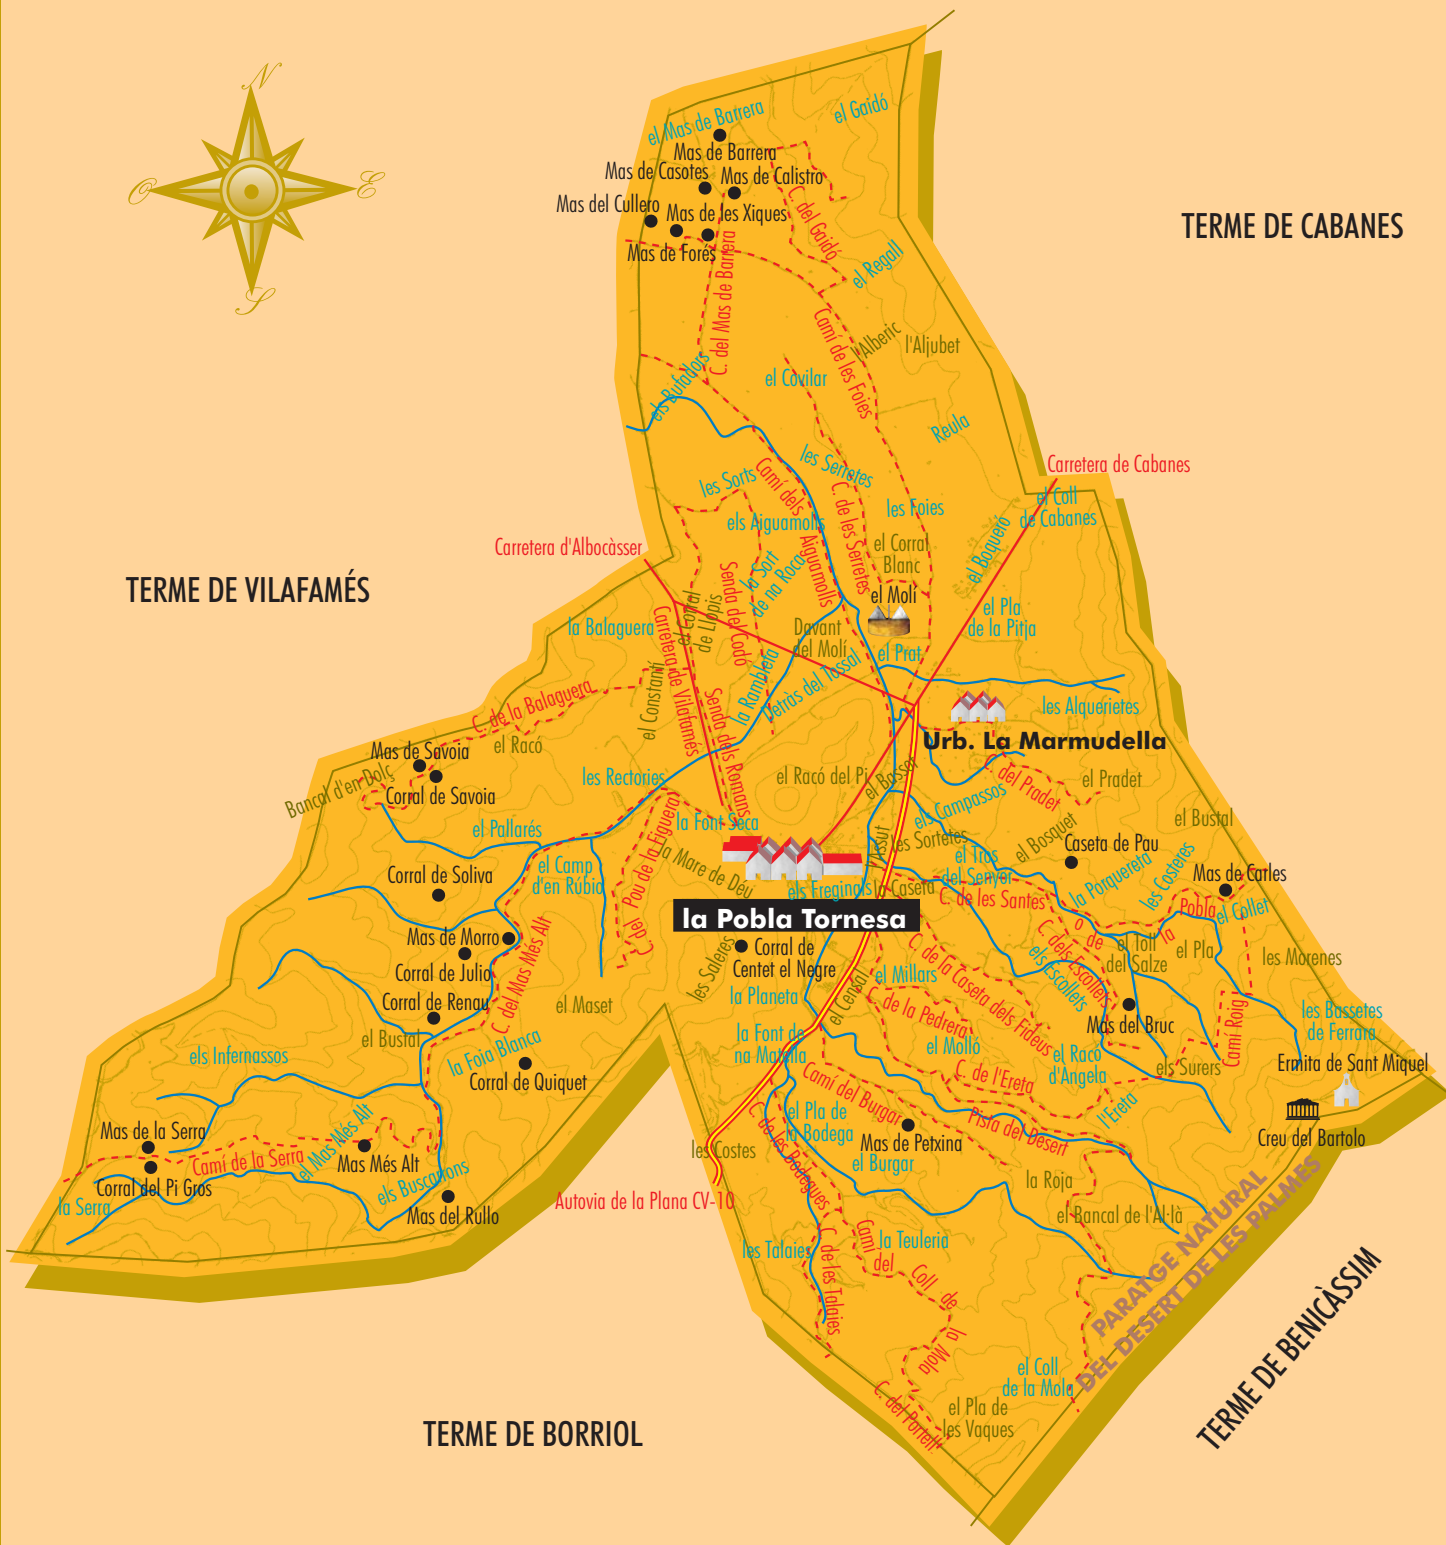 N
O
E
S
TERME DE CABANES
TERME DE VILAFAMÉS
TERME DE BORRIOL
TERME DE BENICÀSSIM
PARATGE NATURAL
DEL DESERT DE LES PALMES
el Mas de Barrera
el Gaidó
Mas de Barrera
Mas de Casotes
Mas de Calistro
Mas del Cullero
Mas de les Xiques
Mas de Forés
C. del Gaidó
C. del Mas de Barrera
el Regall
Camí de les Foies
l'Alberic
l'Aljubet
els Bufadors
el Covilar
Reula
Carretera de Cabanes
les Serretes
les Sorts
Camí dels
Aiguamolls
C. de les Serretes
els Aiguamolls
les Foies
el Coll
de Cabanes
el Boquero
el Corral
Blanc
Carretera d'Albocàsser
la Sort
de na Roca
Senda del Codo
el Molí
el Corral
de Llopis
la Balaguera
Carretera de Vilafamés
Davant
del Molí
el Pla
de la Pitja
el Prat
el Constantí
la Rambleta
Detràs del Tossal
C. de la Balaguera
Senda dels Romans
les Alquerietes
Urb. La Marmudella
Mas de Savoia
el Racó
Bancal d'en Dolç
Corral de Savoia
les Rectories
el Racó del Pi
el Basser
C. del Pradet
el Pradet
els Campassos
el Pallarés
la Font Seca
el Bustal
C. del Pou de la Figuera
la Mare de Déu
l'Assut
les Sortetes
el Bosquet
Caseta de Pau
el Tros
del Senyor
la Porquereta
les Costeres
el Camp
d'en Rúbio
Corral de Soliva
els Freginals
la Caseta
C. de les Santes
o de
la
Pobla
Mas de Carles
el Collet
la Pobla Tornesa
Mas de Morro
Corral de Julio
C. del Mas Més Alt
les Saleres
Corral de
Centet el Negre
C. de la Caseta dels Fideus
C. dels Escollets
els Escollets
el Toll
del Salze
el Pla
les Morenes
Corral de Renau
el Maset
la Planeta
el Censal
el Millars
C. de la Pedrera
Mas del Bruc
Camí Roig
les Bassetes
de Ferrara
el Bustal
els Infernassos
la Foia Blanca
la Font de
na Matella
el Molló
el Racó
d'Angela
els Surers
Ermita de Sant Miquel
Corral de Quiquet
Camí del Burgar
C. de l'Ereta
l'Ereta
Creu del Bartolo
Mas de la Serra
el Mas Més Alt
Mas Més Alt
Camí de la Serra
Corral del Pi Gros
els Buscarrons
la Serra
Mas del Rullo
C. de les Bodegues
el Pla de
la Bodega
Mas de Petxina
Pista del Desert
les Costes
el Burgar
la Roja
Autovia de la Plana CV-10
el Bancal de l'Al·là
les Talaies
C. de les Talaies
Camí
del
Coll de
la Mola
la Teuleria
el Coll
de la Mola
C. del Portell
el Pla de
les Vaques